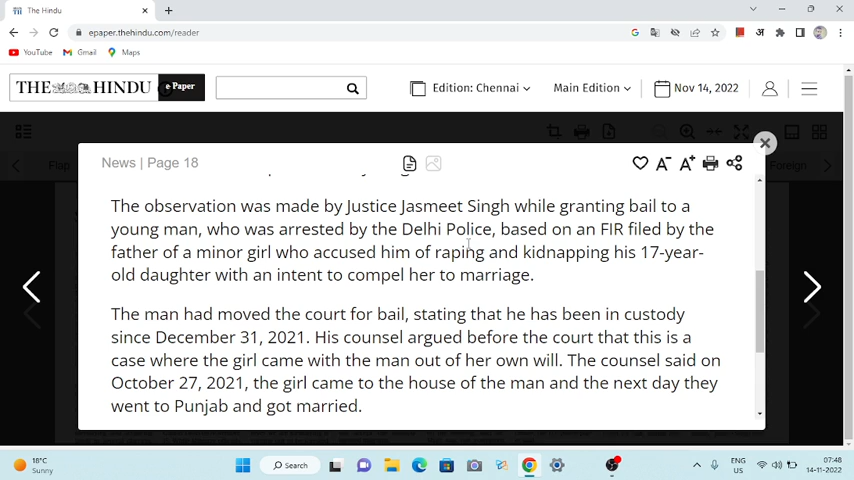 The Hindu
epaper.thehindu.com/reader
YouTube
Gmail
Maps
THE HINDU e Paper
Edition: Chennai
Main Edition
Nov 14, 2022
Flap
Foreign
News | Page 18
A-
A+
The observation was made by Justice Jasmeet Singh while granting bail to a
young man, who was arrested by the Delhi Police, based on an FIR filed by the
father of a minor girl who accused him of raping and kidnapping his 17-year-
old daughter with an intent to compel her to marriage.
The man had moved the court for bail, stating that he has been in custody
since December 31, 2021. His counsel argued before the court that this is a
case where the girl came with the man out of her own will. The counsel said on
October 27, 2021, the girl came to the house of the man and the next day they
went to Punjab and got married.
18°C
Sunny
Search
ENG
US
07:48
14-11-2022